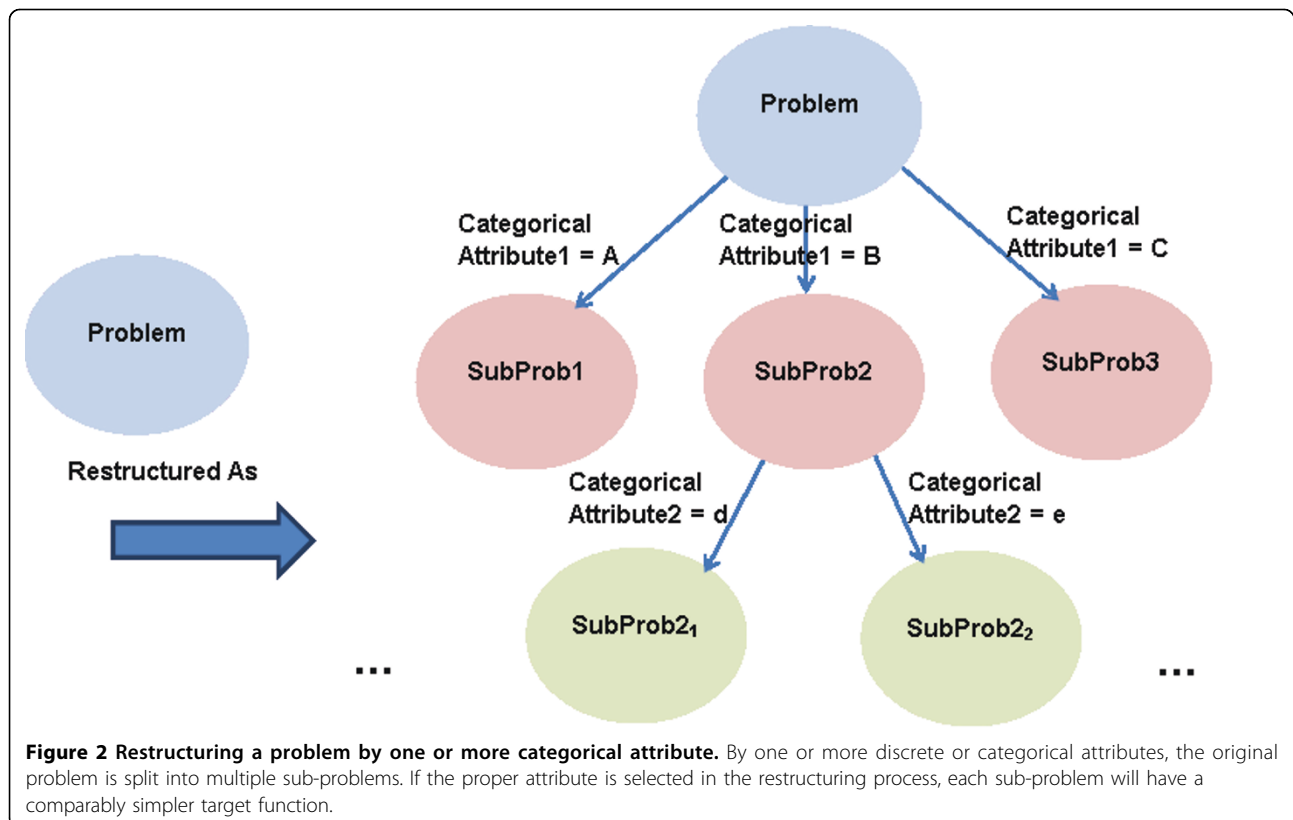 Problem
Categorical
Attribute1 = A
Categorical
Attribute1 = B
Categorical
Attribute1 = C
Problem
SubProb1
SubProb2
SubProb3
Restructured As
Categorical
Attribute2 = d
Categorical
Attribute2 = e
SubProb2₁
SubProb2₂
...
...
Figure 2 Restructuring a problem by one or more categorical attribute. By one or more discrete or categorical attributes, the original
problem is split into multiple sub-problems. If the proper attribute is selected in the restructuring process, each sub-problem will have a
comparably simpler target function.